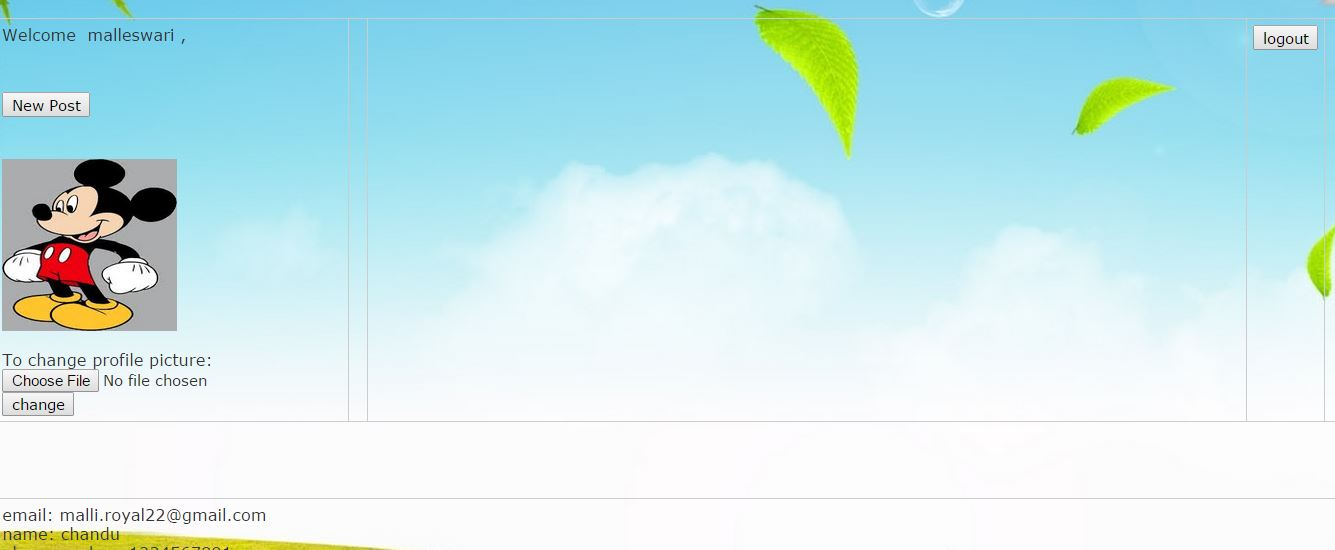 Welcome malleswari ,
logout
New Post
To change profile picture:
Choose File No file chosen
change
email: malli.royal22@gmail.com
name: chandu